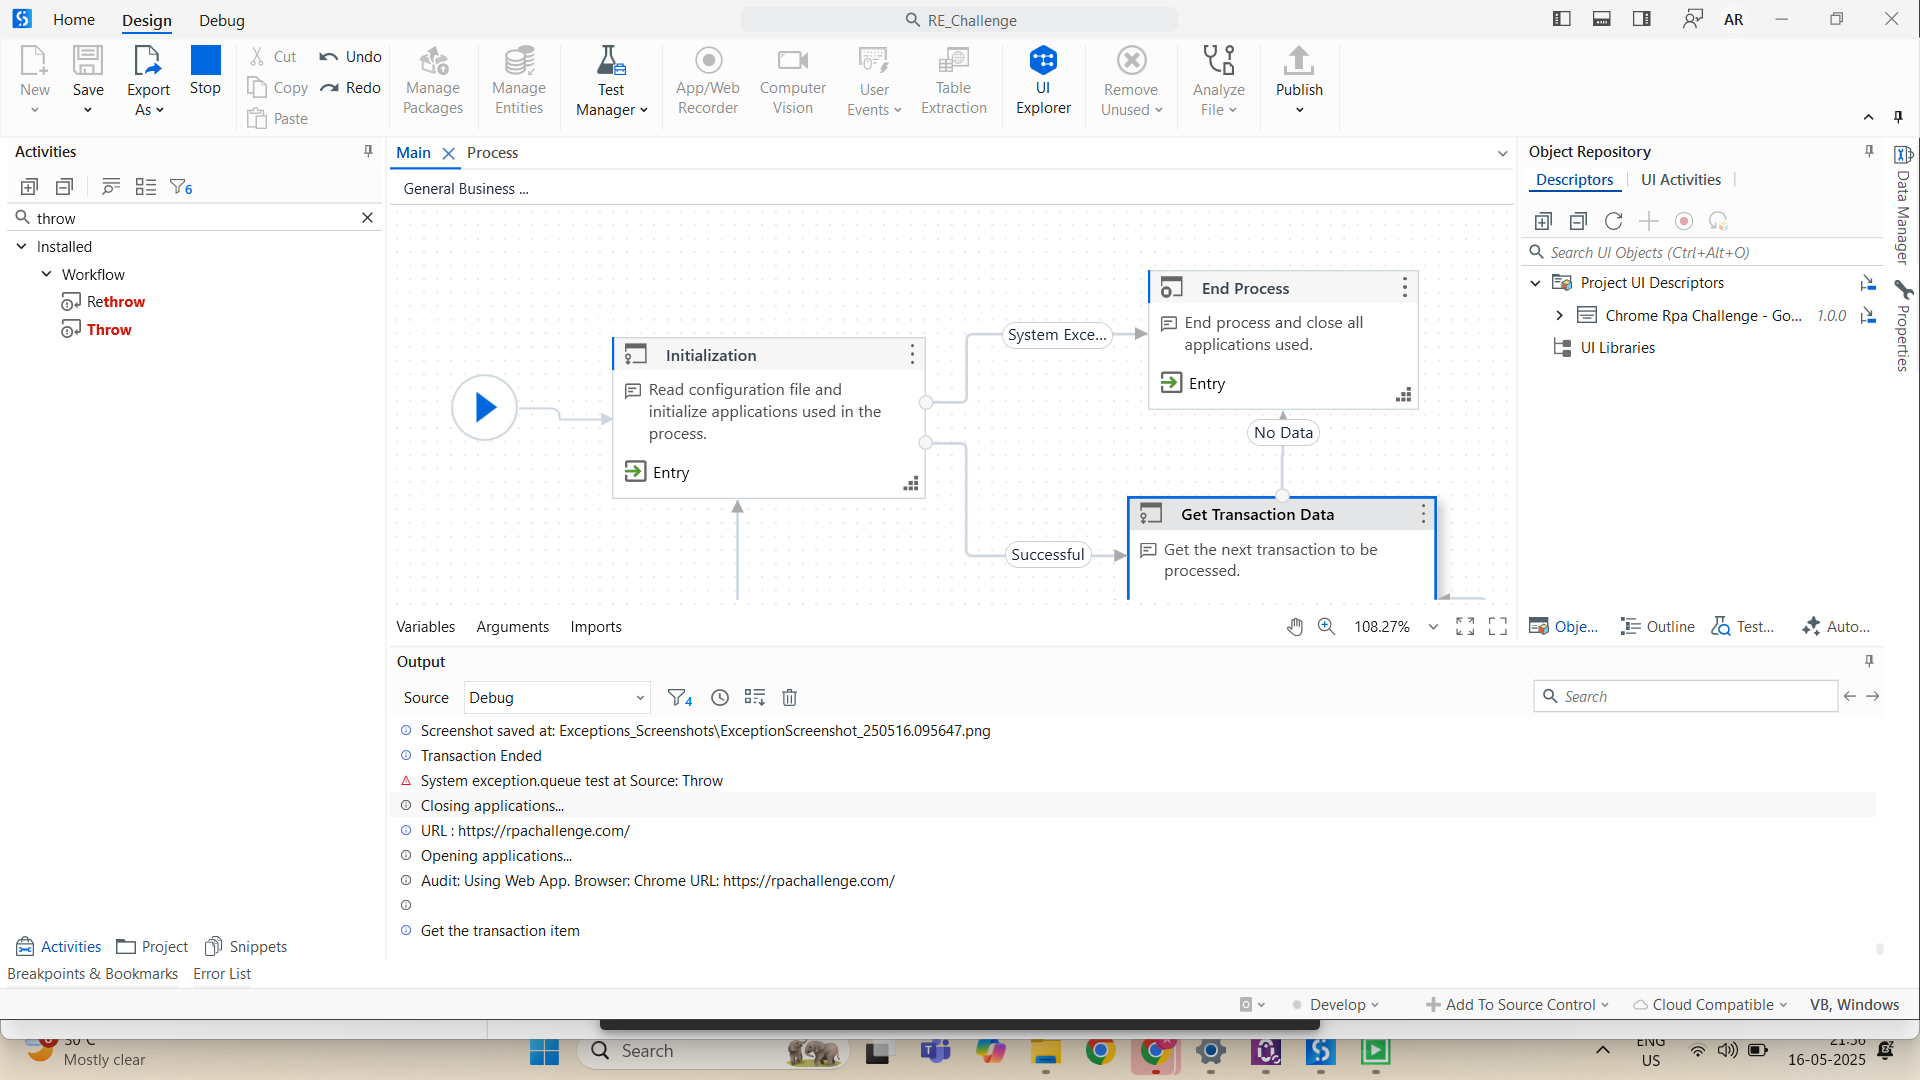 Home
Design
Debug
RE_Challenge
AR
New
Save
Export
As
Stop
Cut
Copy
Paste
Undo
Redo
Manage
Packages
Manage
Entities
Test
Manager
App/Web
Recorder
Computer
Vision
User
Events
Table
Extraction
UI
Explorer
Remove
Unused
Analyze
File
Publish
Activities
6
throw
Installed
Workflow
Rethrow
Throw
Main
Process
General Business ...
Initialization
Read configuration file and
initialize applications used in the
process.
Entry
System Exce...
End Process
End process and close all
applications used.
Entry
No Data
Successful
Get Transaction Data
Get the next transaction to be
processed.
Variables
Arguments
Imports
108.27%
Object Repository
Descriptors
UI Activities
Search UI Objects (Ctrl+Alt+O)
Project UI Descriptors
Chrome Rpa Challenge - Go... 1.0.0
UI Libraries
Data Manager
Properties
Obje...
Outline
Test...
Auto...
Output
Source
Debug
4
Search
Screenshot saved at: Exceptions_Screenshots\ExceptionScreenshot_250516.095647.png
Transaction Ended
System exception.queue test at Source: Throw
Closing applications...
URL : https://rpachallenge.com/
Opening applications...
Audit: Using Web App. Browser: Chrome URL: https://rpachallenge.com/
Get the transaction item
Activities
Project
Snippets
Breakpoints & Bookmarks
Error List
Develop
Add To Source Control
Cloud Compatible
VB, Windows
30°C
Mostly clear
Search
ENG
US
21:56
16-05-2025